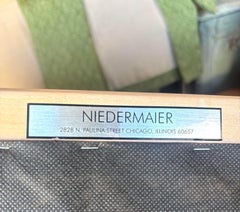 NIEDERMAIER
2828 N. PAULINA STREET CHICAGO, ILLINOIS 60657